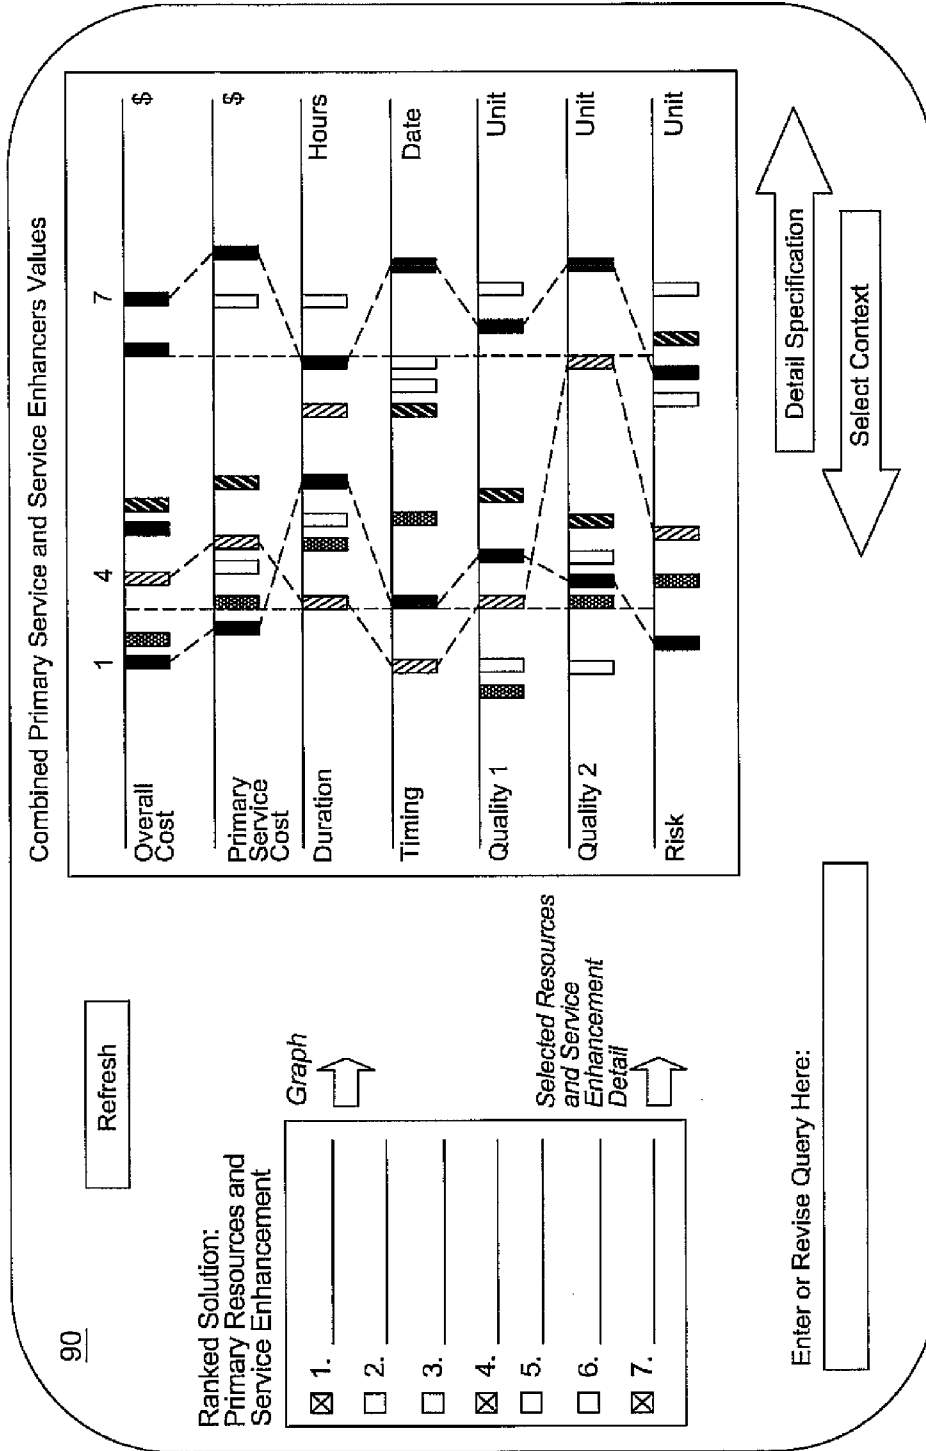 90
Refresh
Ranked Solution:
Primary Resources and
Service Enhancement
1.
2.
3.
4.
5.
6.
7.
Graph
Selected Resources
and Service
Enhancement
Detail
Enter or Revise Query Here:
Combined Primary Service and Service Enhancers Values
1 4 7
Overall
Cost
$
Primary
Service
Cost
$
Duration
Hours
Timing
Date
Quality 1
Unit
Quality 2
Unit
Risk
Unit
Detail Specification
Select Context